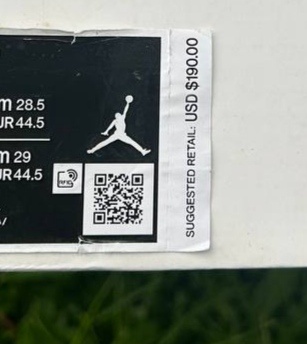 m 28.5
UR 44.5
m 29
UR 44.5
SUGGESTED RETAIL: USD $190.00